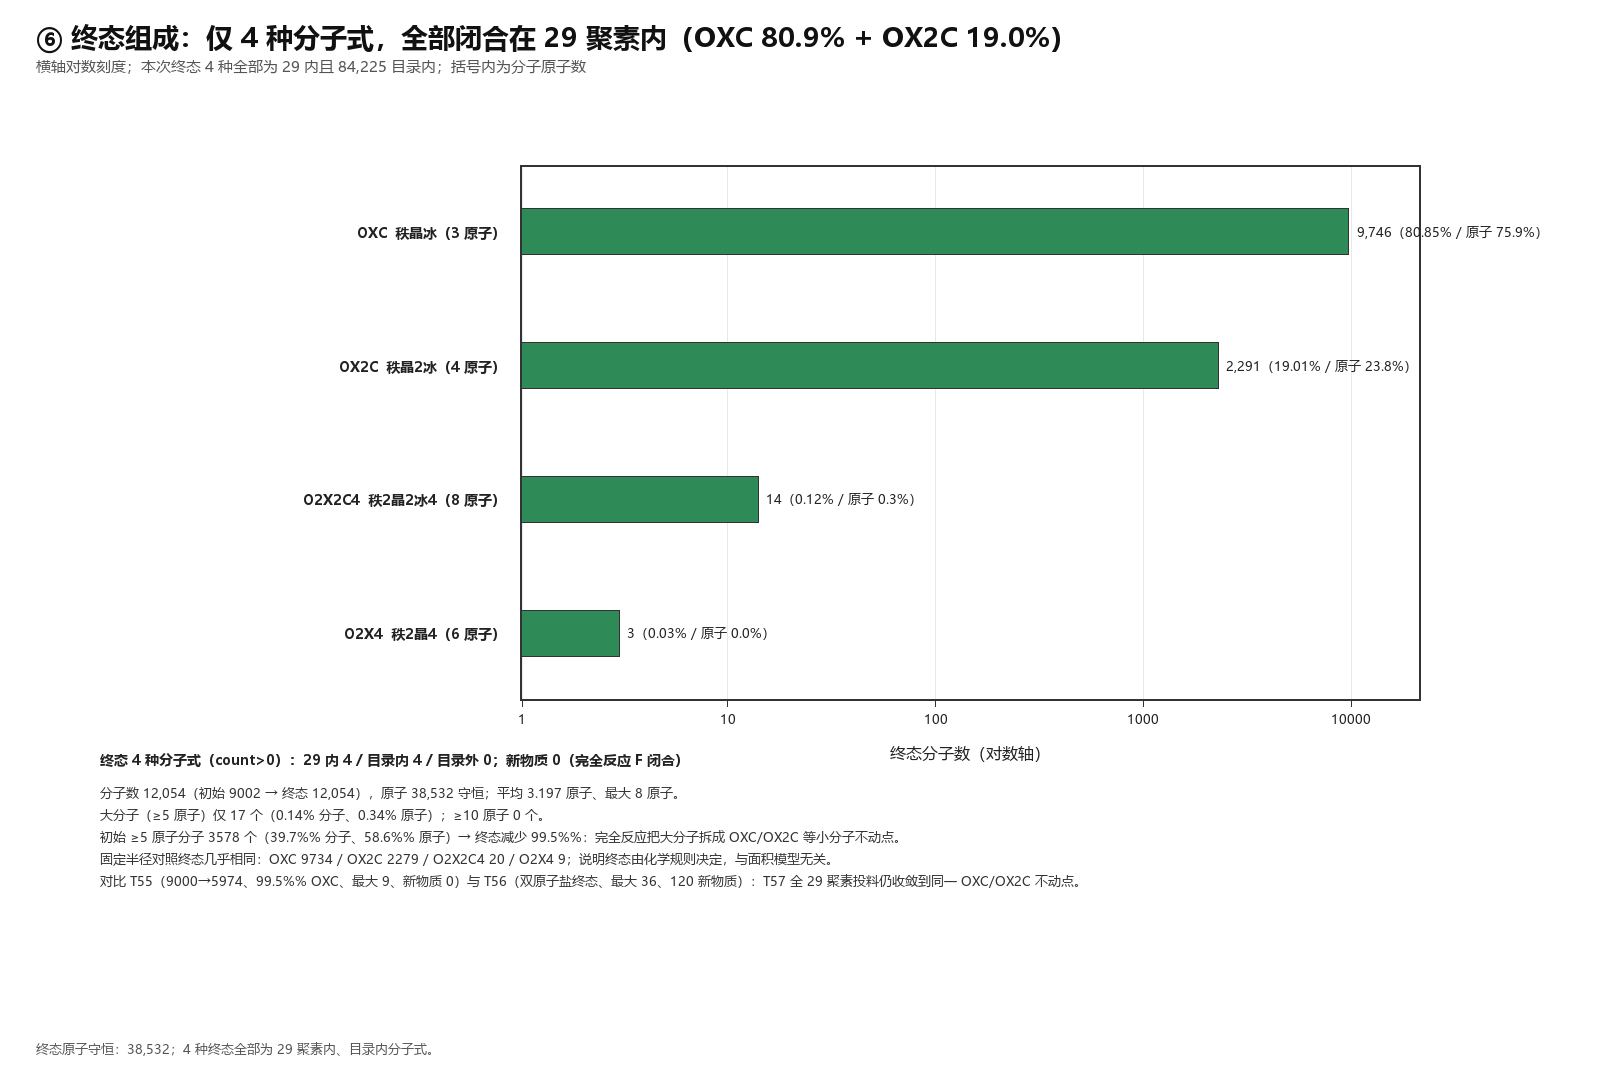 ⑥ 终态组成：仅 4 种分子式，全部闭合在 29 聚素内（OXC 80.9% + OX2C 19.0%）
横轴对数刻度；本次终态 4 种全部为 29 内且 84,225 目录内；括号内为分子原子数
OXC 秩晶冰（3 原子）
9,746（80.85% / 原子 75.9%）
OX2C 秩晶2冰（4 原子）
2,291（19.01% / 原子 23.8%）
O2X2C4 秩2晶2冰4（8 原子）
14（0.12% / 原子 0.3%）
O2X4 秩2晶4（6 原子）
3（0.03% / 原子 0.0%）
1 10 100 1000 10000
终态分子数（对数轴）
终态 4 种分子式（count>0）：29 内 4 / 目录内 4 / 目录外 0；新物质 0（完全反应 F 闭合）
分子数 12,054（初始 9002 → 终态 12,054），原子 38,532 守恒；平均 3.197 原子、最大 8 原子。
大分子（≥5 原子）仅 17 个（0.14% 分子、0.34% 原子）；≥10 原子 0 个。
初始 ≥5 原子分子 3578 个（39.7%% 分子、58.6%% 原子）→ 终态减少 99.5%%：完全反应把大分子拆成 OXC/OX2C 等小分子不动点。
固定半径对照终态几乎相同：OXC 9734 / OX2C 2279 / O2X2C4 20 / O2X4 9；说明终态由化学规则决定，与面积模型无关。
对比 T55（9000→5974、99.5%% OXC、最大 9、新物质 0）与 T56（双原子盐终态、最大 36、120 新物质）：T57 全 29 聚素投料仍收敛到同一 OXC/OX2C 不动点。
终态原子守恒：38,532；4 种终态全部为 29 聚素内、目录内分子式。